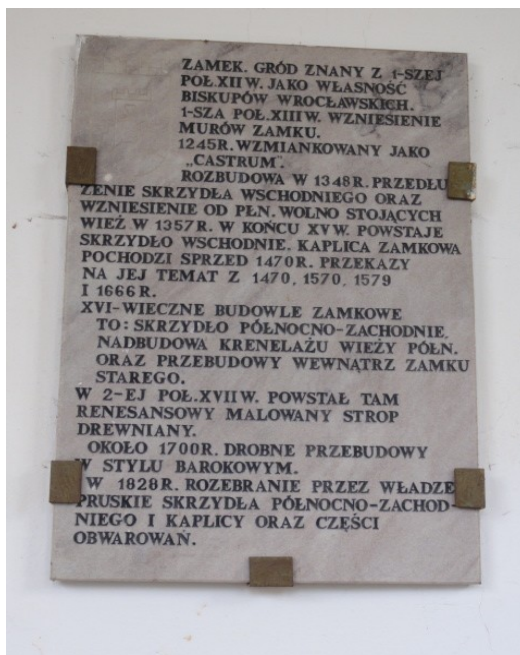 ZAMEK. GRÓD ZNANY Z 1-SZEJ
POŁ.XII W. JAKO WŁASNOŚĆ
BISKUPÓW WROCŁAWSKICH.
1-SZA POŁ.XIII W. WZNIESIENIE
MURÓW ZAMKU.
1245R. WZMIANKOWANY JAKO
„CASTRUM".
ROZBUDOWA W 1348R. PRZEDŁU
ŻENIE SKRZYDŁA WSCHODNIEGO ORAZ
WZNIESIENIE OD PŁN. WOLNO STOJĄCYCH
WIEŻ W 1357R. W KOŃCU XV W. POWSTAJE
SKRZYDŁO WSCHODNIE. KAPLICA ZAMKOWA
POCHODZI SPRZED 1470R. PRZEKAZY
NA JEJ TEMAT Z 1470, 1570, 1579
I 1666R.
XVI-WIECZNE BUDOWLE ZAMKOWE
TO: SKRZYDŁO PÓŁNOCNO-ZACHODNIE,
NADBUDOWA KRENELAŻU WIEŻY PÓŁN.
ORAZ PRZEBUDOWY WEWNĄTRZ ZAMKU
STAREGO.
W 2-EJ POŁ.XVII W. POWSTAŁ TAM
RENESANSOWY MALOWANY STROP
DREWNIANY.
OKOŁO 1700R. DROBNE PRZEBUDOWY
W STYLU BAROKOWYM.
W 1828R. ROZEBRANIE PRZEZ WŁADZE
PRUSKIE SKRZYDŁA PÓŁNOCNO-ZACHOD-
NIEGO I KAPLICY ORAZ CZĘŚCI
OBWAROWAŃ.